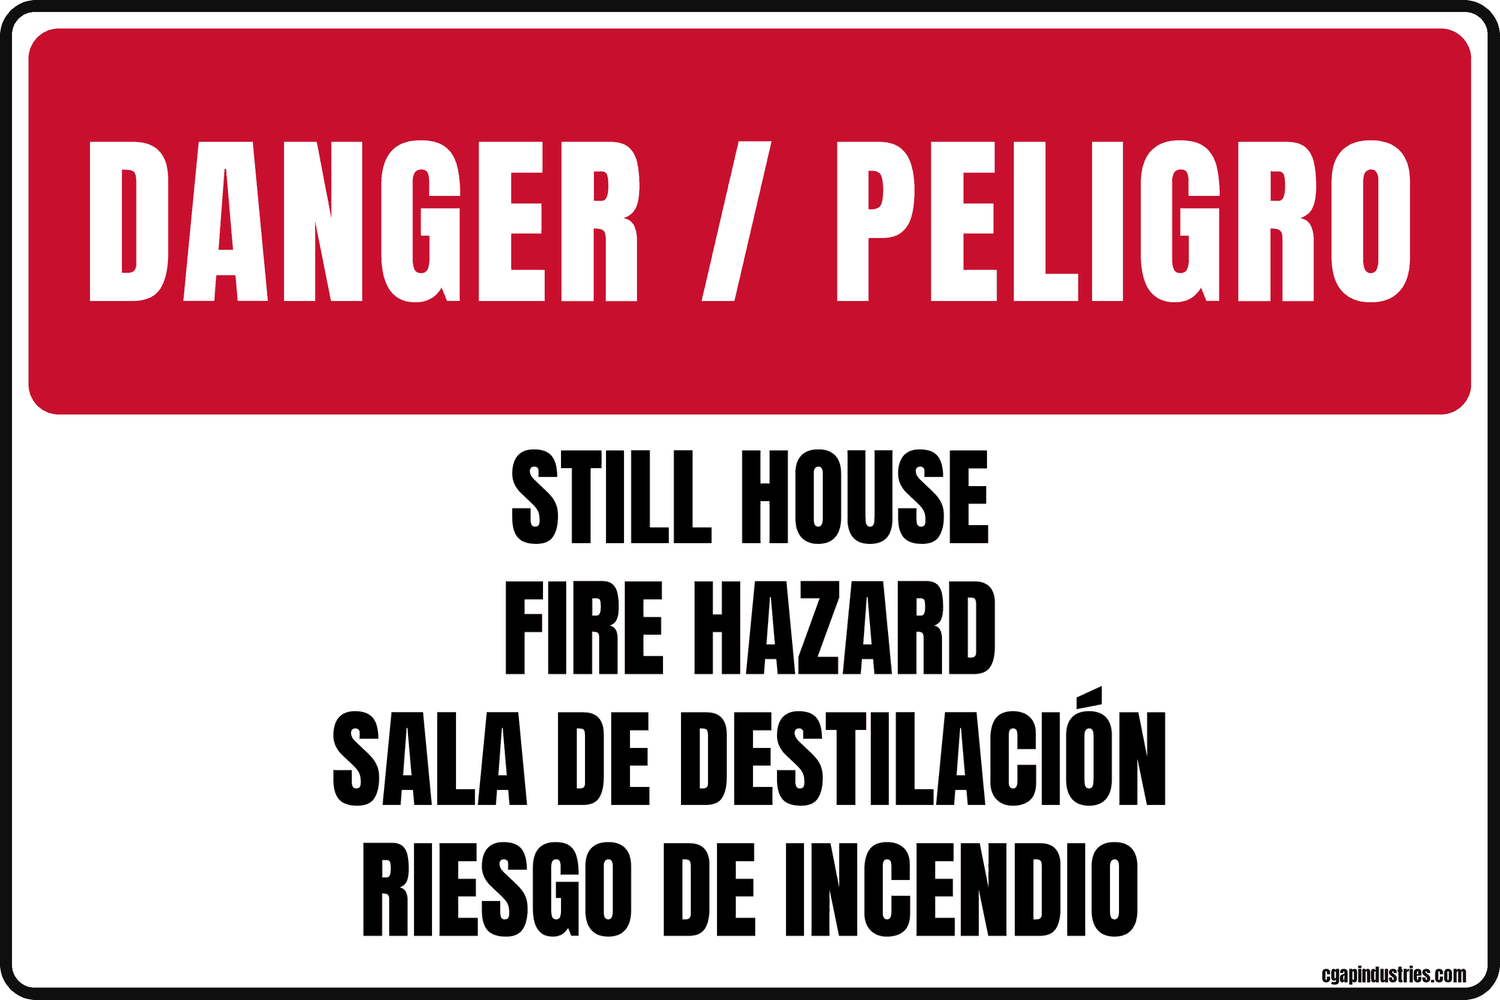 DANGER / PELIGRO
STILL HOUSE
FIRE HAZARD
SALA DE DESTILACIÓN
RIESGO DE INCENDIO
cgapindustries.com